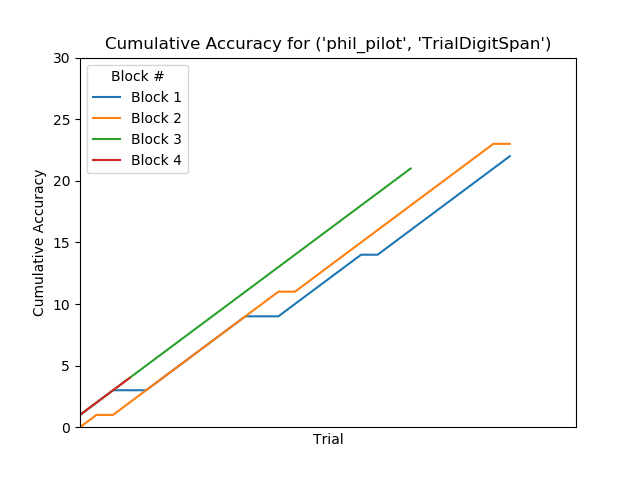 Cumulative Accuracy for ('phil_pilot', 'TrialDigitSpan')
30
25
20
15
10
5
0
Cumulative Accuracy
Block #
Block 1
Block 2
Block 3
Block 4
Trial